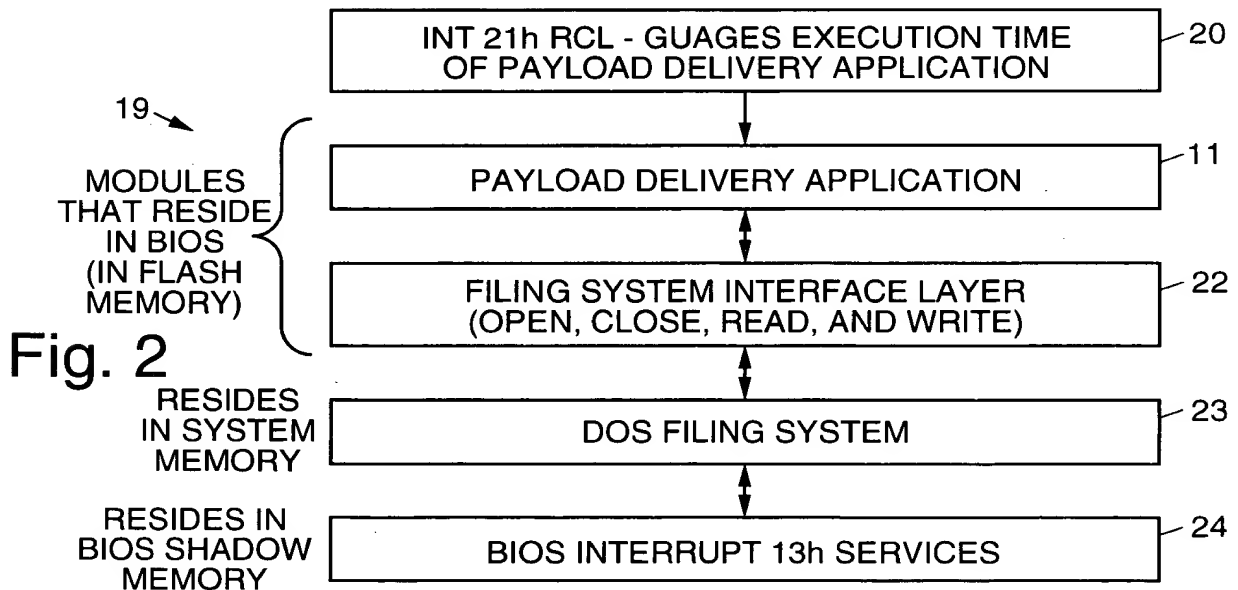 INT 21h RCL - GUAGES EXECUTION TIME
OF PAYLOAD DELIVERY APPLICATION
20
19
MODULES
THAT RESIDE
IN BIOS
(IN FLASH
MEMORY)
PAYLOAD DELIVERY APPLICATION
11
FILING SYSTEM INTERFACE LAYER
(OPEN, CLOSE, READ, AND WRITE)
22
Fig. 2
RESIDES
IN SYSTEM
MEMORY
DOS FILING SYSTEM
23
RESIDES IN
BIOS SHADOW
MEMORY
BIOS INTERRUPT 13h SERVICES
24